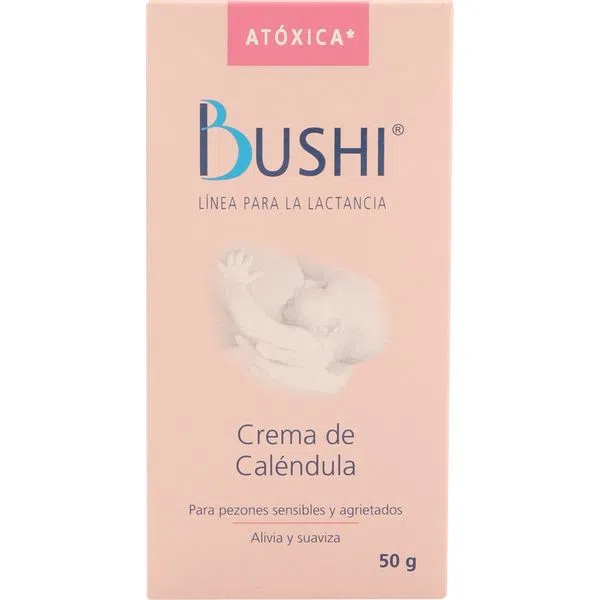 ATÓXICA*
BUSHI®
LÍNEA PARA LA LACTANCIA
Crema de
Caléndula
Para pezones sensibles y agrietados
Alivia y suaviza
50 g